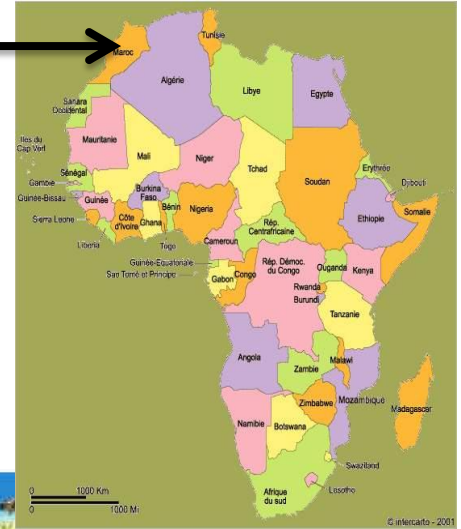 Tunisie
Maroc
Algérie
Libye
Egypte
Sahara
Occidental
Iles du
Cap Vert
Mauritanie
Mali
Niger
Tchad
Soudan
Erythrée
Djibouti
Sénégal
Gambie
Guinée-Bissau
Guinée
Burkina
Faso
Bénin
Nigeria
Ethiopie
Somalie
Sierra Leone
Côte
d'Ivoire
Ghana
Rép.
Centrafricaine
Liberia
Togo
Cameroun
Guinée-Equatoriale
Sao Tomé et Principe
Gabon
Congo
Rép. Démoc.
du Congo
Ouganda
Kenya
Rwanda
Burundi
Tanzanie
Angola
Zambie
Malawi
Mozambique
Zimbabwe
Madagascar
Namibie
Botswana
Swaziland
Afrique
du sud
Lesotho
0 1000 Km
0 1000 Mi
© intercarto - 2001